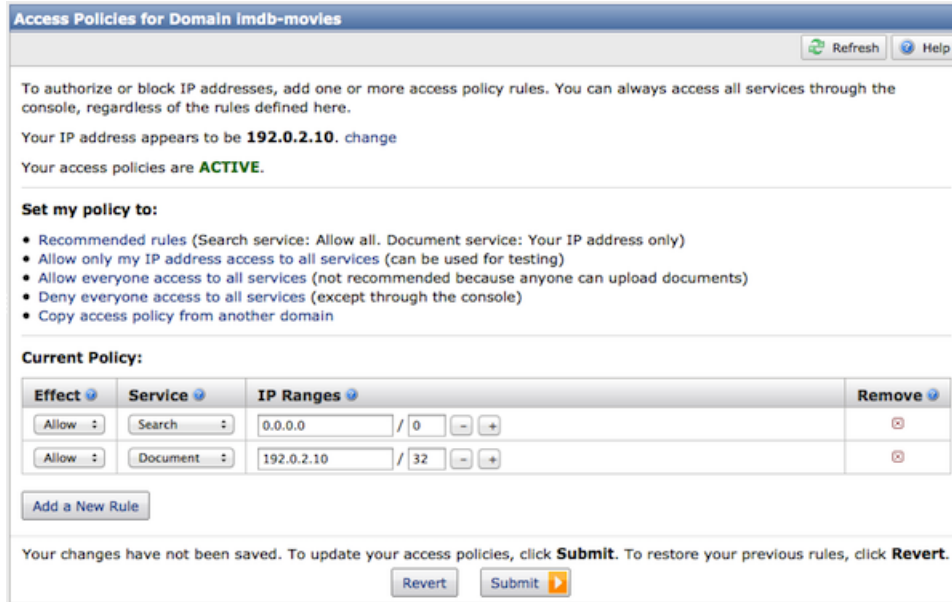 Access Policies for Domain imdb-movies
Refresh
Help
To authorize or block IP addresses, add one or more access policy rules. You can always access all services through the
console, regardless of the rules defined here.
Your IP address appears to be 192.0.2.10. change
Your access policies are ACTIVE.
Set my policy to:
• Recommended rules (Search service: Allow all. Document service: Your IP address only)
• Allow only my IP address access to all services (can be used for testing)
• Allow everyone access to all services (not recommended because anyone can upload documents)
• Deny everyone access to all services (except through the console)
• Copy access policy from another domain
Current Policy:
Effect Service IP Ranges Remove
Allow Search 0.0.0.0 / 0 - +
Allow Document 192.0.2.10 / 32 - +
Add a New Rule
Your changes have not been saved. To update your access policies, click Submit. To restore your previous rules, click Revert.
Revert Submit